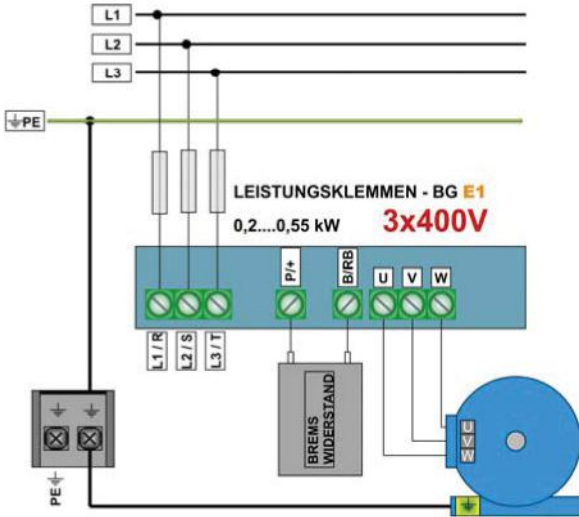 L1
L2
L3
PE
LEISTUNGSKLEMMEN - BG E1
0,2....0,55 kW
3x400V
P/+
B/RB
U
V
W
L1 / R
L2 / S
L3 / T
BREMS
WIDERSTAND
U
V
W
PE